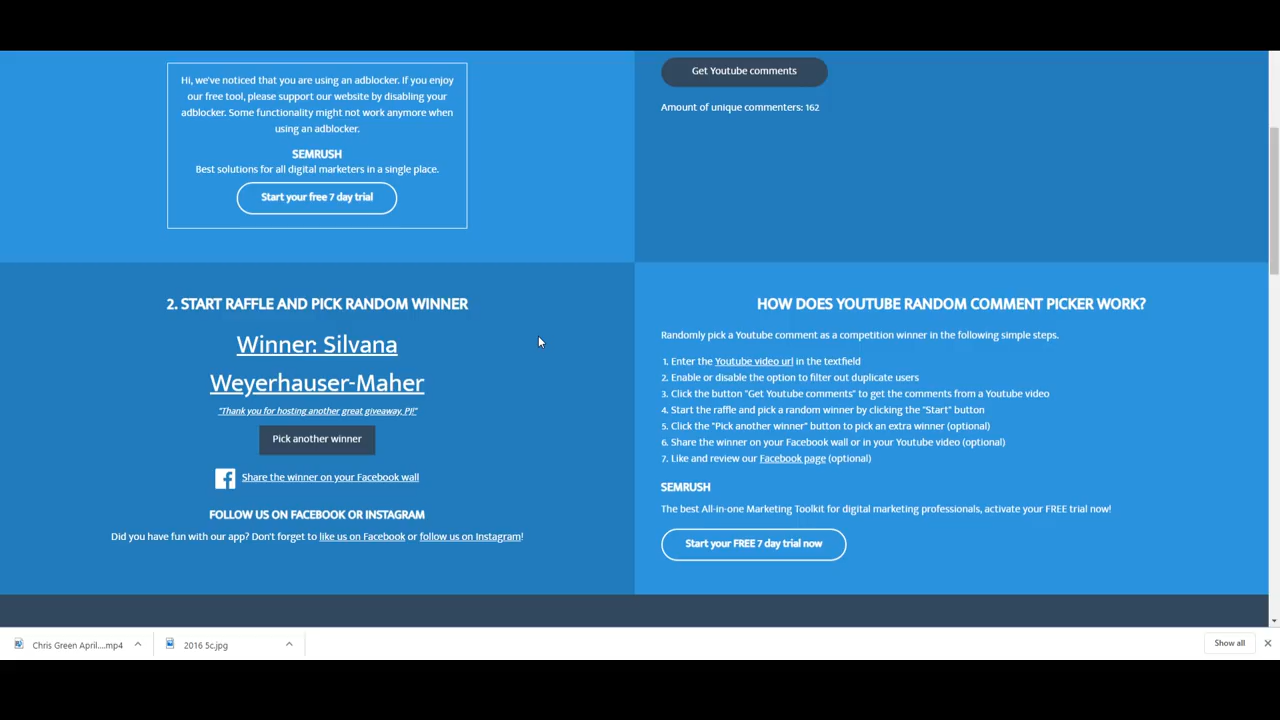 Hi, we've noticed that you are using an adblocker. If you enjoy
our free tool, please support our website by disabling your
adblocker. Some functionality might not work anymore when
using an adblocker.
SEMRUSH
Best solutions for all digital marketers in a single place.
Start your free 7 day trial
Get Youtube comments
Amount of unique commenters: 162
2. START RAFFLE AND PICK RANDOM WINNER
Winner: Silvana
Weyerhauser-Maher
"Thank you for hosting another great giveaway, PJ!"
Pick another winner
Share the winner on your Facebook wall
FOLLOW US ON FACEBOOK OR INSTAGRAM
Did you have fun with our app? Don't forget to like us on Facebook or follow us on Instagram!
HOW DOES YOUTUBE RANDOM COMMENT PICKER WORK?
Randomly pick a Youtube comment as a competition winner in the following simple steps.
1. Enter the Youtube video url in the textfield
2. Enable or disable the option to filter out duplicate users
3. Click the button "Get Youtube comments" to get the comments from a Youtube video
4. Start the raffle and pick a random winner by clicking the "Start" button
5. Click the "Pick another winner" button to pick an extra winner (optional)
6. Share the winner on your Facebook wall or in your Youtube video (optional)
7. Like and review our Facebook page (optional)
SEMRUSH
The best All-in-one Marketing Toolkit for digital marketing professionals, activate your FREE trial now!
Start your FREE 7 day trial now
Chris Green April....mp4
2016 5c.jpg
Show all